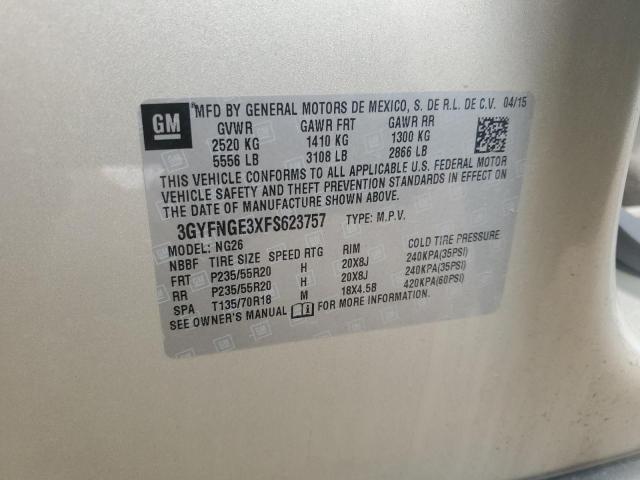 GM
MFD BY GENERAL MOTORS DE MEXICO, S. DE R.L. DE C.V. 04/15
GVWR GAWR FRT GAWR RR
2520 KG 1410 KG 1300 KG
5556 LB 3108 LB 2866 LB
THIS VEHICLE CONFORMS TO ALL APPLICABLE U.S. FEDERAL MOTOR
VEHICLE SAFETY AND THEFT PREVENTION STANDARDS IN EFFECT ON
THE DATE OF MANUFACTURE SHOWN ABOVE.
3GYFNGE3XFS623757 TYPE: M.P.V.
MODEL: NG26
NBBF TIRE SIZE SPEED RTG RIM COLD TIRE PRESSURE
FRT P235/55R20 H 20X8J 240KPA(35PSI)
RR P235/55R20 H 20X8J 240KPA(35PSI)
SPA T135/70R18 M 18X4.5B 420KPA(60PSI)
SEE OWNER'S MANUAL FOR MORE INFORMATION.